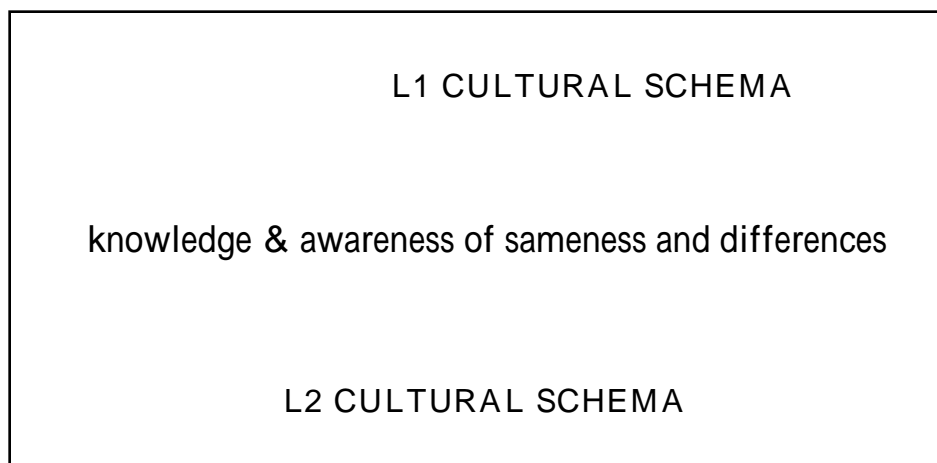 L1 CULTURAL SCHEMA
knowledge & awareness of sameness and differences
L2 CULTURAL SCHEMA